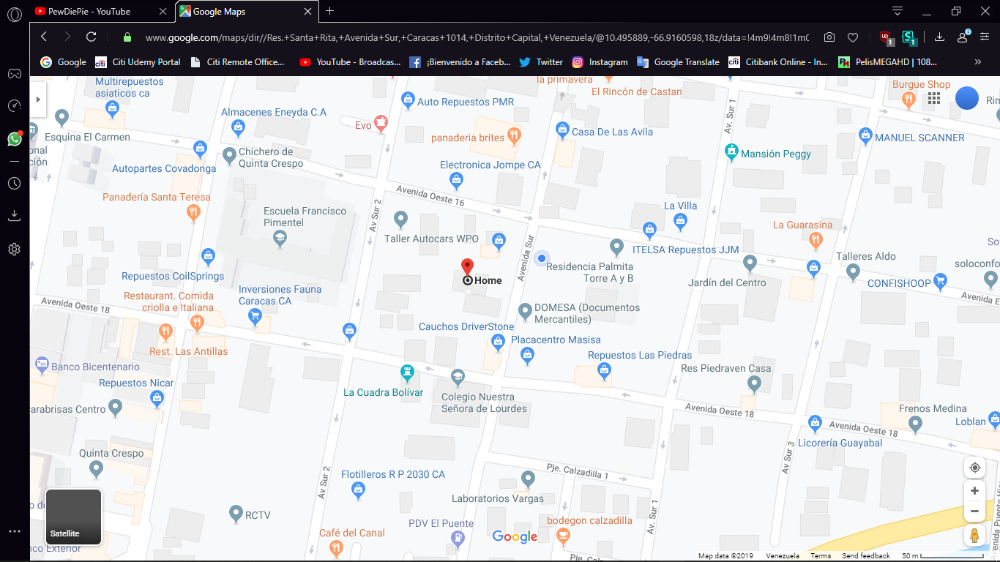 PewDiePie - YouTube
Google Maps
www.google.com/maps/dir//Res.+Santa+Rita,+Avenida+Sur,+Caracas+1014,+Distrito+Capital,+Venezuela/@10.495889,-66.9160598,18z/data=!4m9!4m8!1m0
1
1
Google
Citi Udemy Portal
Citi Remote Office...
YouTube - Broadcas...
¡Bienvenido a Faceb...
Twitter
Instagram
Google Translate
Citibank Online - In...
PelisMEGAHD | 108...
Multirepuestos
asiaticos ca
la primavera
El Rincón de Castan
Burgue Shop
Auto Repuestos PMR
Almacenes Eneyda C.A
Av. Sur 1
Rim
Esquina El Carmen
Evo
panaderia brites
Casa De Las Avila
MANUEL SCANNER
onal
ación
Chichero de
Quinta Crespo
Mansión Peggy
Autopartes Covadonga
Electronica Jompe CA
Panadería Santa Teresa
Avenida Oeste 16
Av Sur 2
Escuela Francisco
Pimentel
La Villa
La Guarasina
Taller Autocars WPO
Avenida Sur
ITELSA Repuestos JJM
So
Residencia Palmita
Torre A y B
Talleres Aldo
soloconfo
Repuestos CoilSprings
Home
Jardín del Centro
CONFISHOOP
Avenida Oeste 18
Restaurant. Comida
criolla e Italiana
Inversiones Fauna
Caracas CA
Avenida E
DOMESA (Documentos
Mercantiles)
Cauchos DriverStone
Placacentro Masisa
Rest. Las Antillas
Repuestos Las Piedras
Banco Bicentenario
Res Piedraven Casa
Repuestos Nicar
La Cuadra Bolívar
Colegio Nuestra
Señora de Lourdes
arabrisas Centro
Avenida Oeste 18
Frenos Medina
Avenida Oeste 18
Loblan
Licorería Guayabal
Quinta Crespo
Av Sur 3
Pje. Calzadilla 1
Av Sur 2
Flotilleros R P 2030 CA
Laboratorios Vargas
o de
RCTV
Av. Sur 1
Satellite
PDV El Puente
bodegon calzadilla
Café del Canal
Google
nco Exterior
Pje. Calzad
venida Puente Hi
Map data ©2019
Venezuela
Terms
Send feedback
50 m